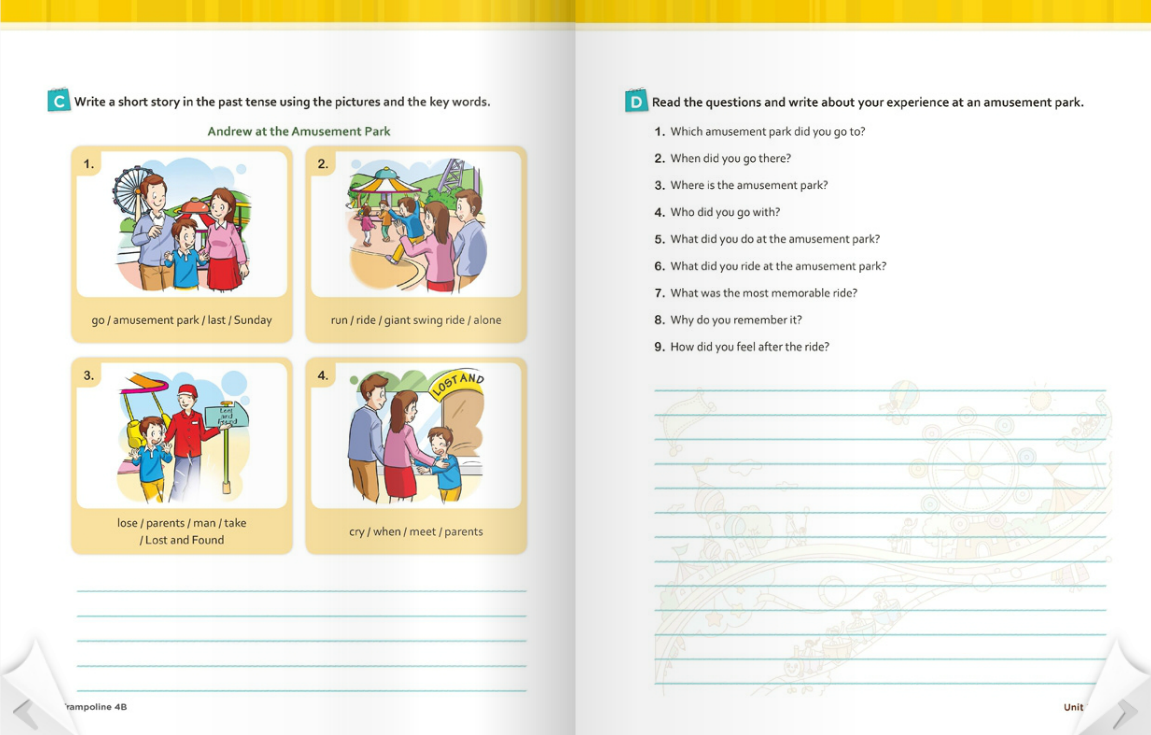 C Write a short story in the past tense using the pictures and the key words.
Andrew at the Amusement Park
1.
go / amusement park / last / Sunday
2.
run / ride / giant swing ride / alone
3.
Lost
and
Found
lose / parents / man / take
/ Lost and Found
4.
LOST AND
cry / when / meet / parents
rampoline 4B
D Read the questions and write about your experience at an amusement park.
1. Which amusement park did you go to?
2. When did you go there?
3. Where is the amusement park?
4. Who did you go with?
5. What did you do at the amusement park?
6. What did you ride at the amusement park?
7. What was the most memorable ride?
8. Why do you remember it?
9. How did you feel after the ride?
Unit